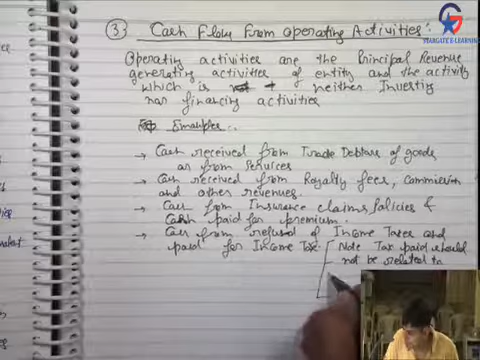 ③ Cash Flow From Operating Activities :
STARGATE'S-LEARNING
Operating activities are the Principal Revenue
generating activities of entity and the activity
which is neither Investing
nor financing activities
Examples :-
→ Cash received from Trade Debtors of goods
or from services
→ Cash received from Royalty fees, Commission
and other revenues.
→ Cash from Insurance claims, policies &
Cash paid for premium.
→ Cash from refund of Income Taxes and
paid for Income Tax. [ Note Tax paid should
not be related to